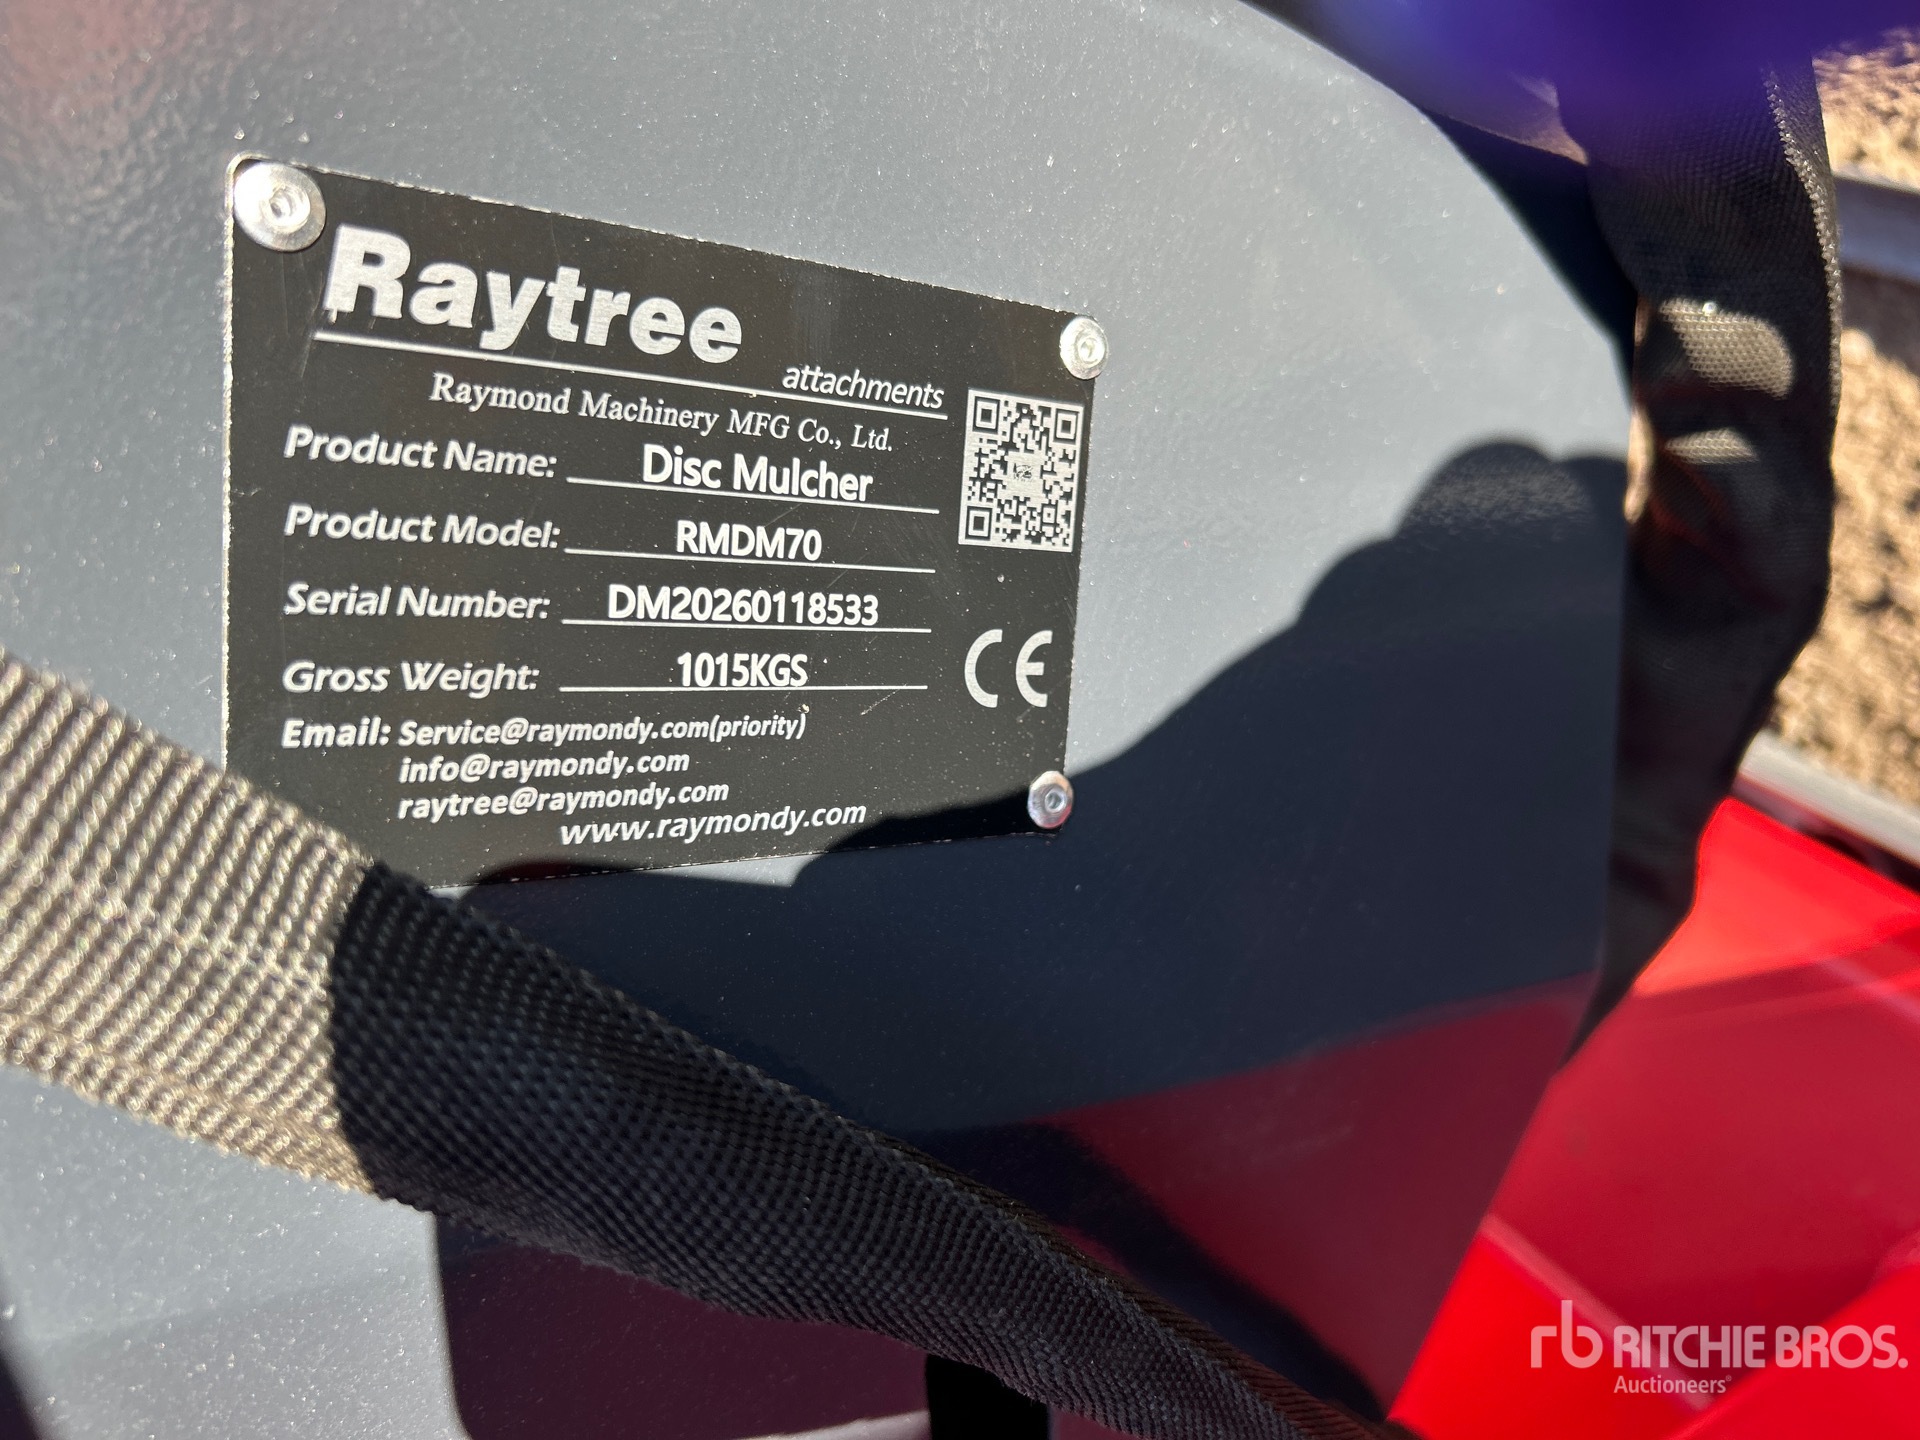 Raytree
attachments
Raymond Machinery MFG Co., Ltd.
Product Name: Disc Mulcher
Product Model: RMDM70
Serial Number: DM20260118533
Gross Weight: 1015KGS
CE
Email: Service@raymondy.com(priority)
info@raymondy.com
raytree@raymondy.com
www.raymondy.com
rb RITCHIE BROS.
Auctioneers®